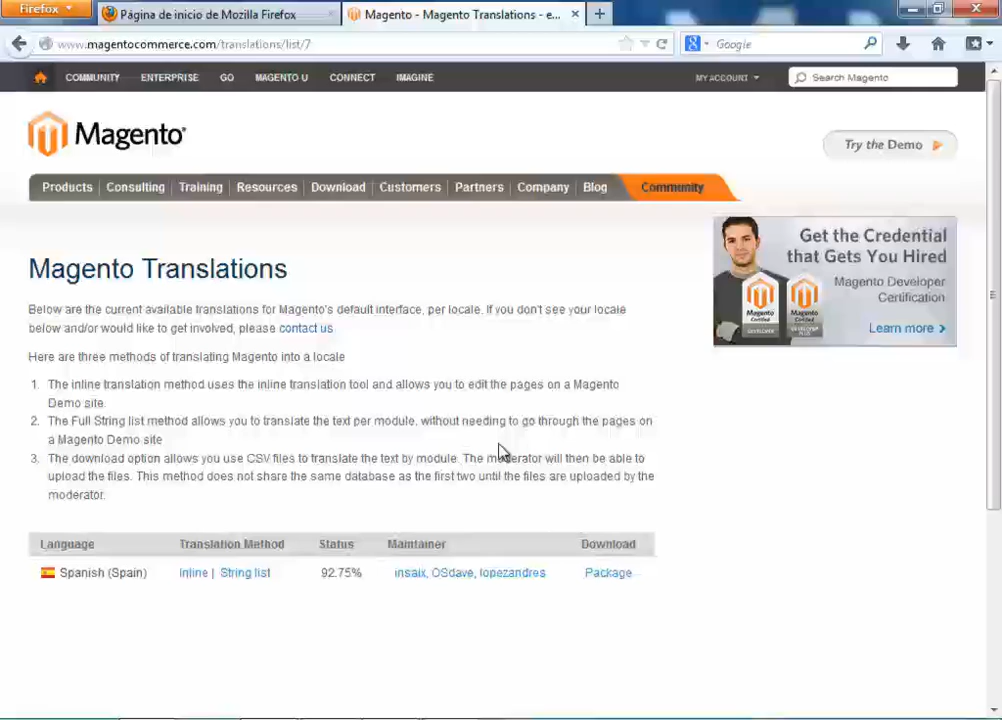 Firefox
Página de inicio de Mozilla Firefox
Magento - Magento Translations - e...
www.magentocommerce.com/translations/list/7
Google
COMMUNITY ENTERPRISE GO MAGENTO U CONNECT IMAGINE MY ACCOUNT Search Magento
Magento®
Try the Demo
Products Consulting Training Resources Download Customers Partners Company Blog Community
Get the Credential
that Gets You Hired
Magento Developer
Certification
Learn more
Magento Translations
Below are the current available translations for Magento's default interface, per locale. If you don't see your locale
below and/or would like to get involved, please contact us.
Here are three methods of translating Magento into a locale
1. The inline translation method uses the inline translation tool and allows you to edit the pages on a Magento
Demo site.
2. The Full String list method allows you to translate the text per module, without needing to go through the pages on
a Magento Demo site
3. The download option allows you use CSV files to translate the text by module. The moderator will then be able to
upload the files. This method does not share the same database as the first two until the files are uploaded by the
moderator.
Language Translation Method Status Maintainer Download
Spanish (Spain) Inline | String list 92.75% insaix, OSdave, lopezandres Package